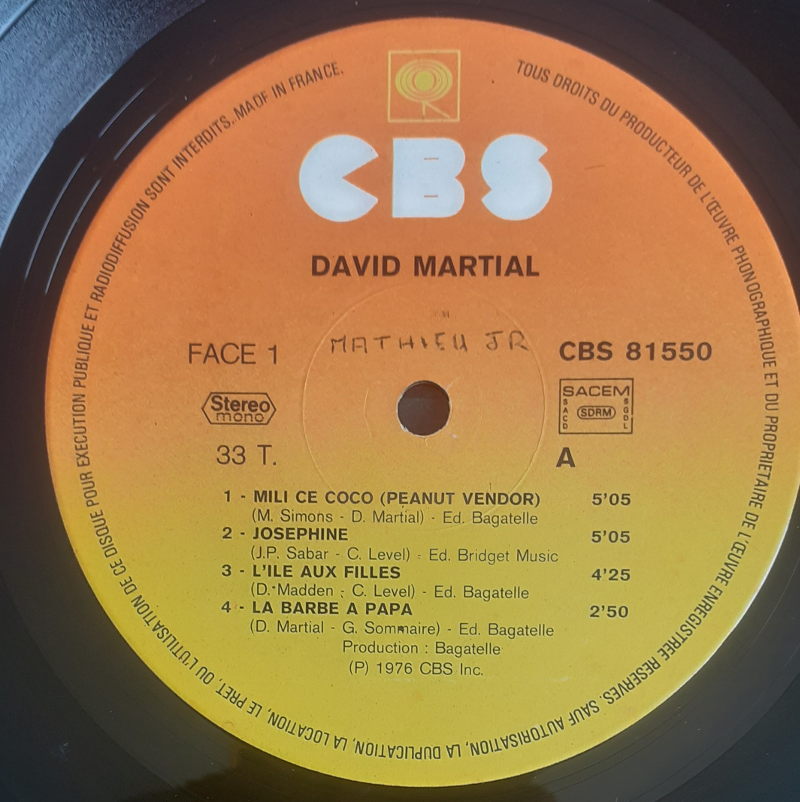 TOUS DROITS DU PRODUCTEUR DE L'ŒUVRE PHONOGRAPHIQUE ET DU PROPRIETAIRE DE L'ŒUVRE ENREGISTREE RESERVES. SAUF AUTORISATION, LA DUPLICATION, LA LOCATION, LE PRET, OU L'UTILISATION DE CE DISQUE POUR EXECUTION PUBLIQUE ET RADIODIFFUSION SONT INTERDITS. MADE IN FRANCE.
CBS
DAVID MARTIAL
MATHIEU JR
FACE 1
CBS 81550
Stereo
mono
SACEM
SACD
SDRM
SGDL
33 T.
A
1 - MILI CE COCO (PEANUT VENDOR) 5'05
(M. Simons - D. Martial) - Ed. Bagatelle
2 - JOSEPHINE 5'05
(J.P. Sabar - C. Level) - Ed. Bridget Music
3 - L'ILE AUX FILLES 4'25
(D. Madden - C. Level) - Ed. Bagatelle
4 - LA BARBE A PAPA 2'50
(D. Martial - G. Sommaire) - Ed. Bagatelle
Production : Bagatelle
(P) 1976 CBS Inc.